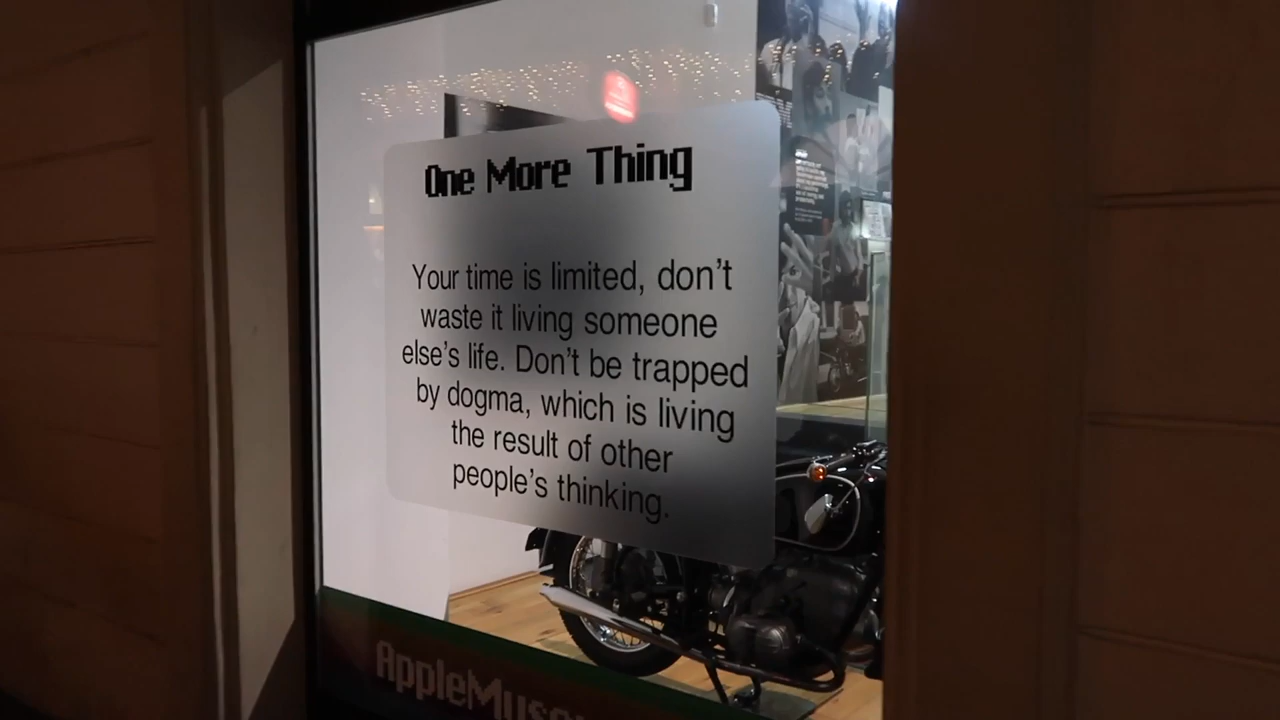 One More Thing
Your time is limited, don't
waste it living someone
else's life. Don't be trapped
by dogma, which is living
the result of other
people's thinking.